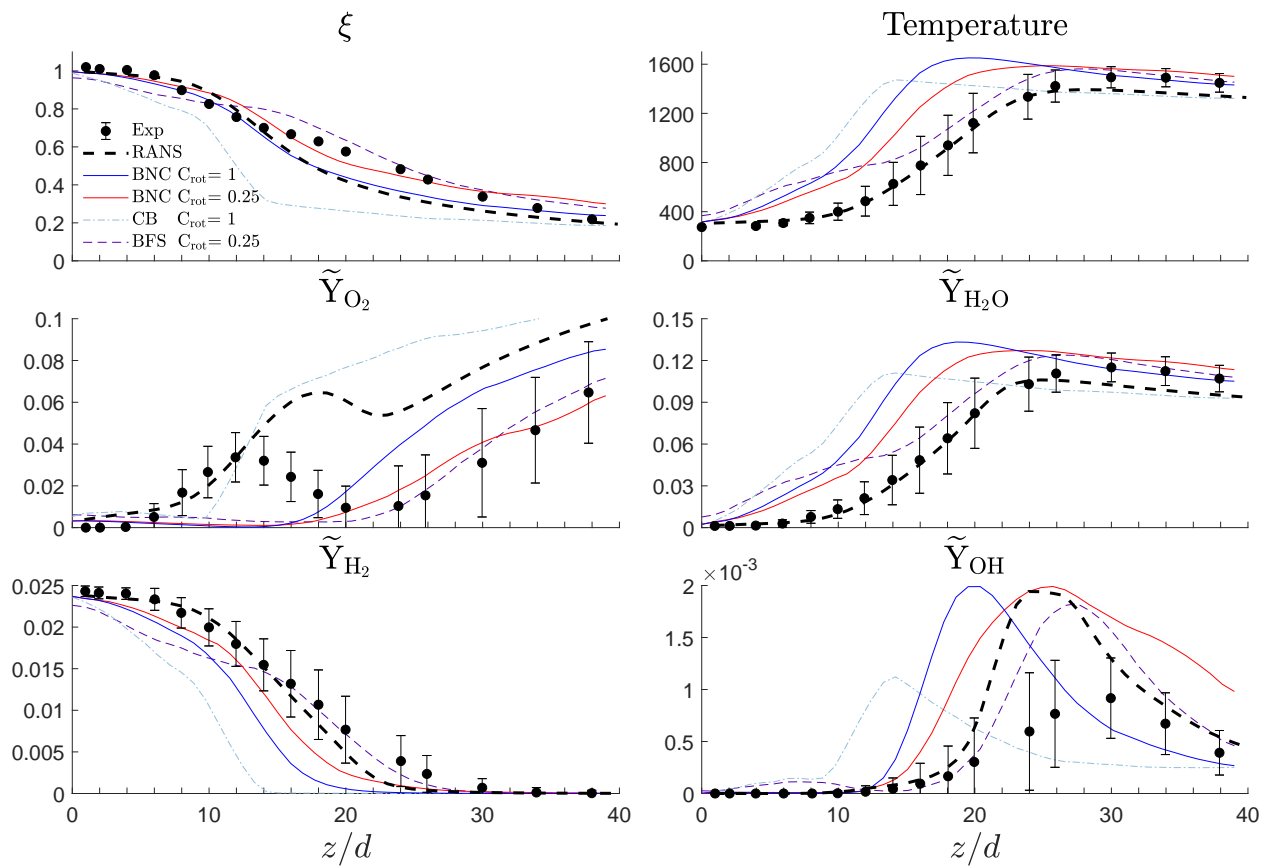 ξ
1
0.8
0.6
0.4
0.2
0
Exp
RANS
BNC C_rot = 1
BNC C_rot = 0.25
CB C_rot = 1
BFS C_rot = 0.25
Temperature
1600
1200
800
400
0
Ỹ_O₂
0.1
0.08
0.06
0.04
0.02
0
Ỹ_H₂O
0.15
0.12
0.09
0.06
0.03
0
Ỹ_H₂
0.025
0.02
0.015
0.01
0.005
0
0 10 20 30 40
z/d
Ỹ_OH
×10⁻³
2
1.5
1
0.5
0
0 10 20 30 40
z/d